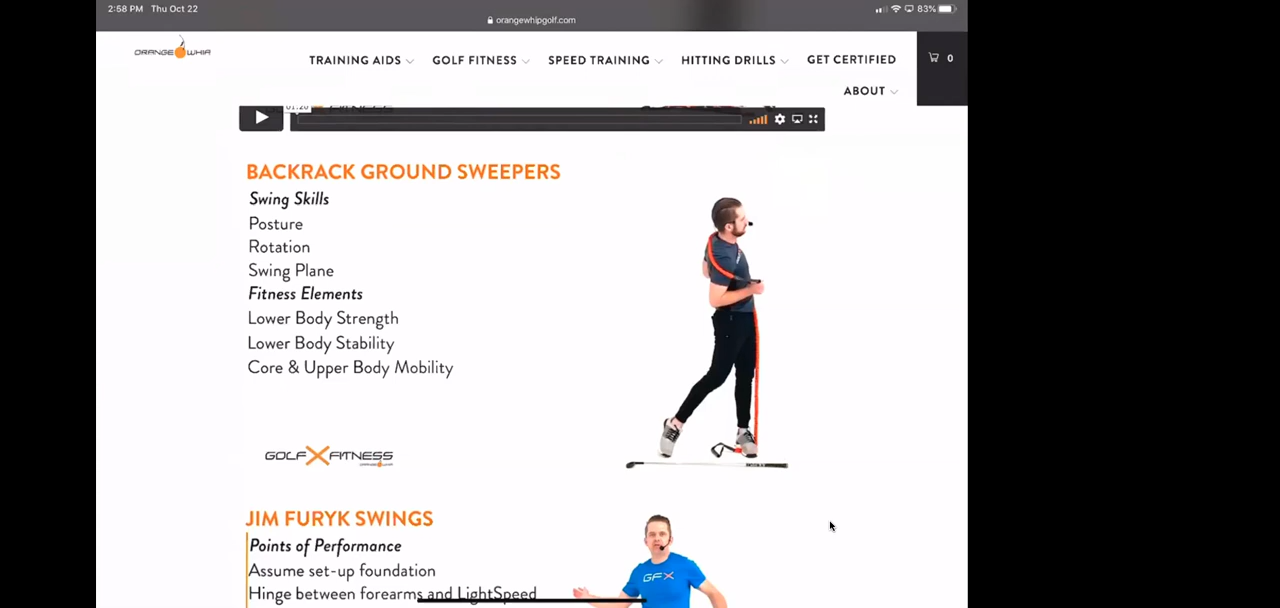 2:58 PM Thu Oct 22
orangewhipgolf.com
83%
ORANGE WHIP
TRAINING AIDS
GOLF FITNESS
SPEED TRAINING
HITTING DRILLS
GET CERTIFIED
0
ABOUT
01:20
BACKRACK GROUND SWEEPERS
Swing Skills
Posture
Rotation
Swing Plane
Fitness Elements
Lower Body Strength
Lower Body Stability
Core & Upper Body Mobility
GOLF X FITNESS
JIM FURYK SWINGS
Points of Performance
Assume set-up foundation
GFX
Hinge between forearms and LightSpeed